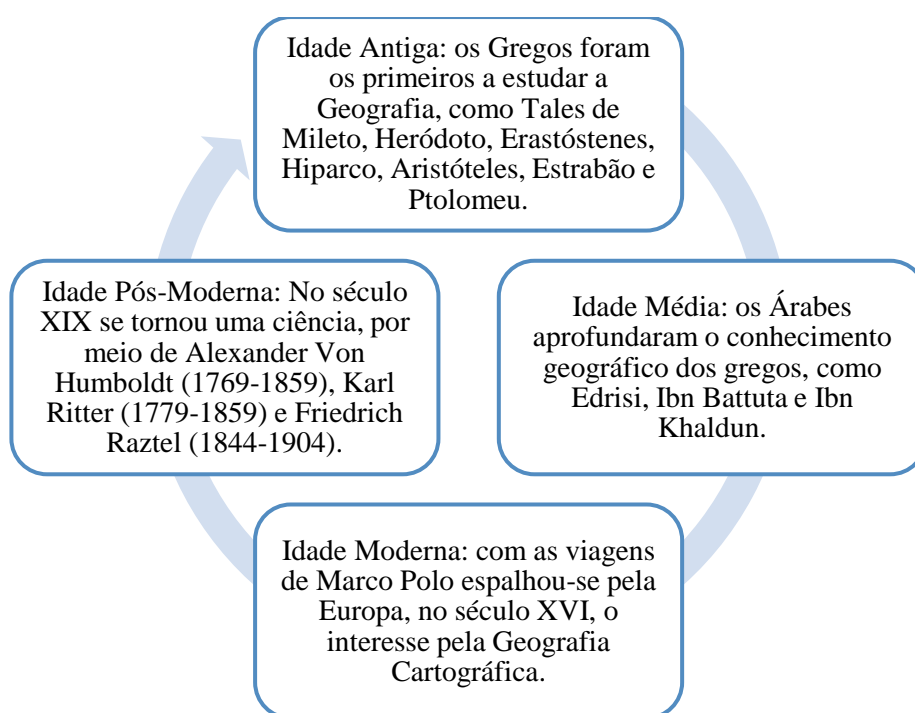 Idade Antiga: os Gregos foram
os primeiros a estudar a
Geografia, como Tales de
Mileto, Heródoto, Erastóstenes,
Hiparco, Aristóteles, Estrabão e
Ptolomeu.
Idade Média: os Árabes
aprofundaram o conhecimento
geográfico dos gregos, como
Edrisi, Ibn Battuta e Ibn
Khaldun.
Idade Moderna: com as viagens
de Marco Polo espalhou-se pela
Europa, no século XVI, o
interesse pela Geografia
Cartográfica.
Idade Pós-Moderna: No século
XIX se tornou uma ciência, por
meio de Alexander Von
Humboldt (1769-1859), Karl
Ritter (1779-1859) e Friedrich
Raztel (1844-1904).